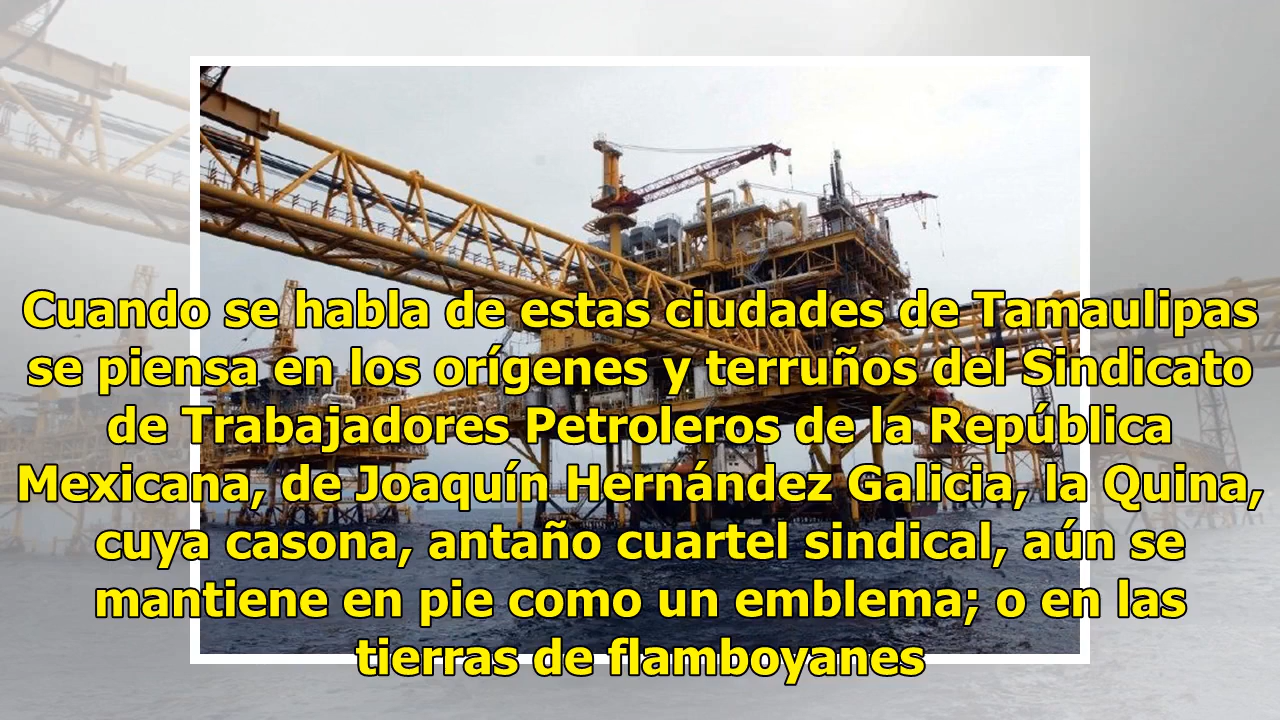 Cuando se habla de estas ciudades de Tamaulipas
se piensa en los orígenes y terruños del Sindicato
de Trabajadores Petroleros de la República
Mexicana, de Joaquín Hernández Galicia, la Quina,
cuya casona, antaño cuartel sindical, aún se
mantiene en pie como un emblema; o en las
tierras de flamboyanes